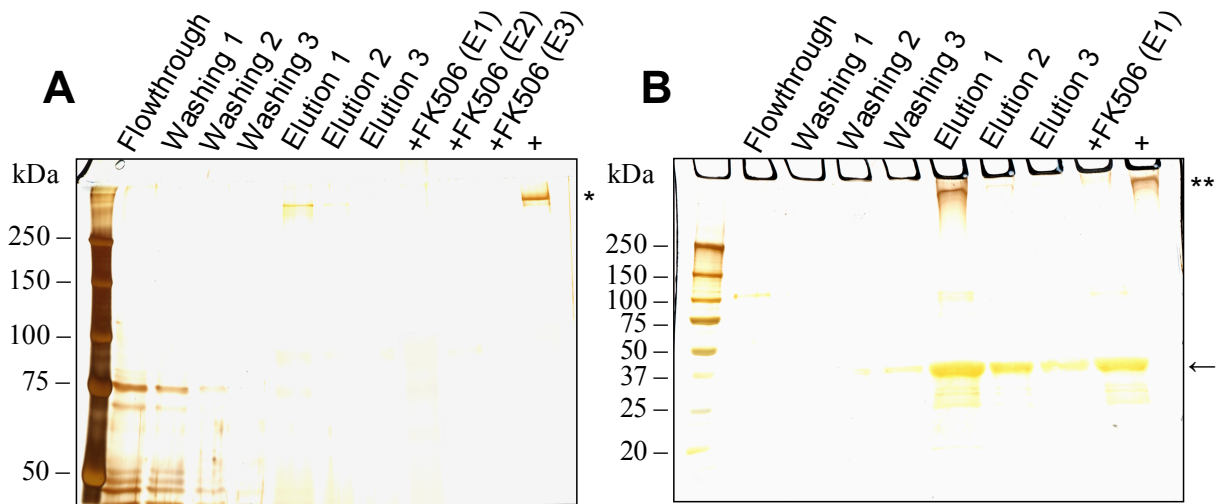 A
Flowthrough
Washing 1
Washing 2
Washing 3
Elution 1
Elution 2
Elution 3
+FK506 (E1)
+FK506 (E2)
+FK506 (E3)
+
kDa
*
250 –
150 –
100 –
75 –
50 –
B
Flowthrough
Washing 1
Washing 2
Washing 3
Elution 1
Elution 2
Elution 3
+FK506 (E1)
+
kDa
**
250 –
150 –
100 –
75 –
50 –
37 –
25 –
20 –
←